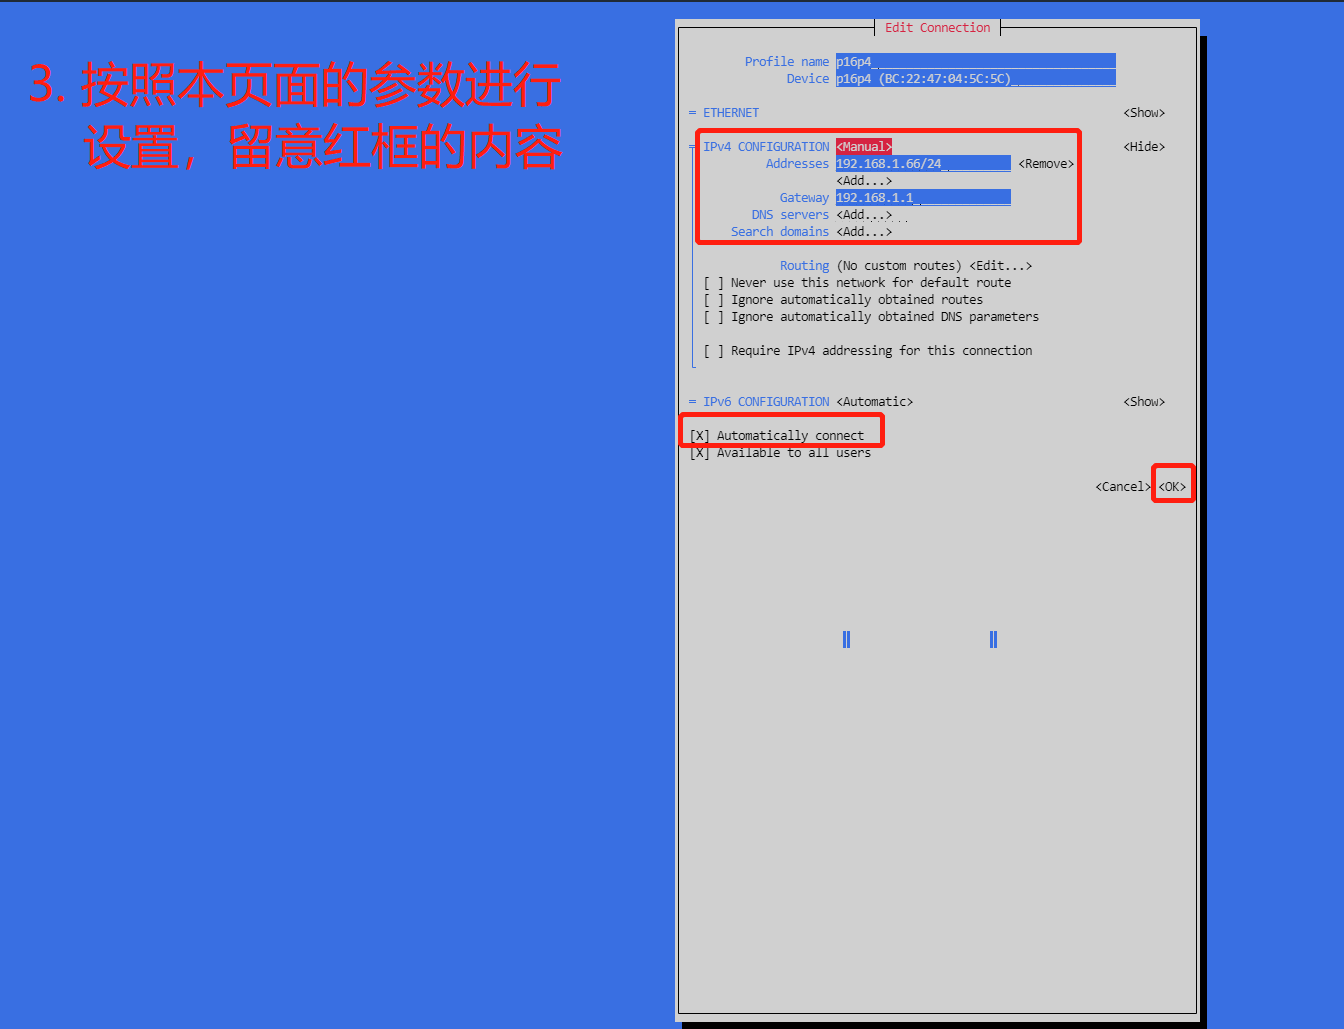 3. 按照本页面的参数进行
设置，留意红框的内容
Edit Connection
Profile name p16p4
Device p16p4 (BC:22:47:04:5C:5C)
= ETHERNET <Show>
= IPv4 CONFIGURATION <Manual> <Hide>
Addresses 192.168.1.66/24 <Remove>
<Add...>
Gateway 192.168.1.1
DNS servers <Add...>
Search domains <Add...>
Routing (No custom routes) <Edit...>
[ ] Never use this network for default route
[ ] Ignore automatically obtained routes
[ ] Ignore automatically obtained DNS parameters
[ ] Require IPv4 addressing for this connection
= IPv6 CONFIGURATION <Automatic> <Show>
[X] Automatically connect
[X] Available to all users
<Cancel> <OK>